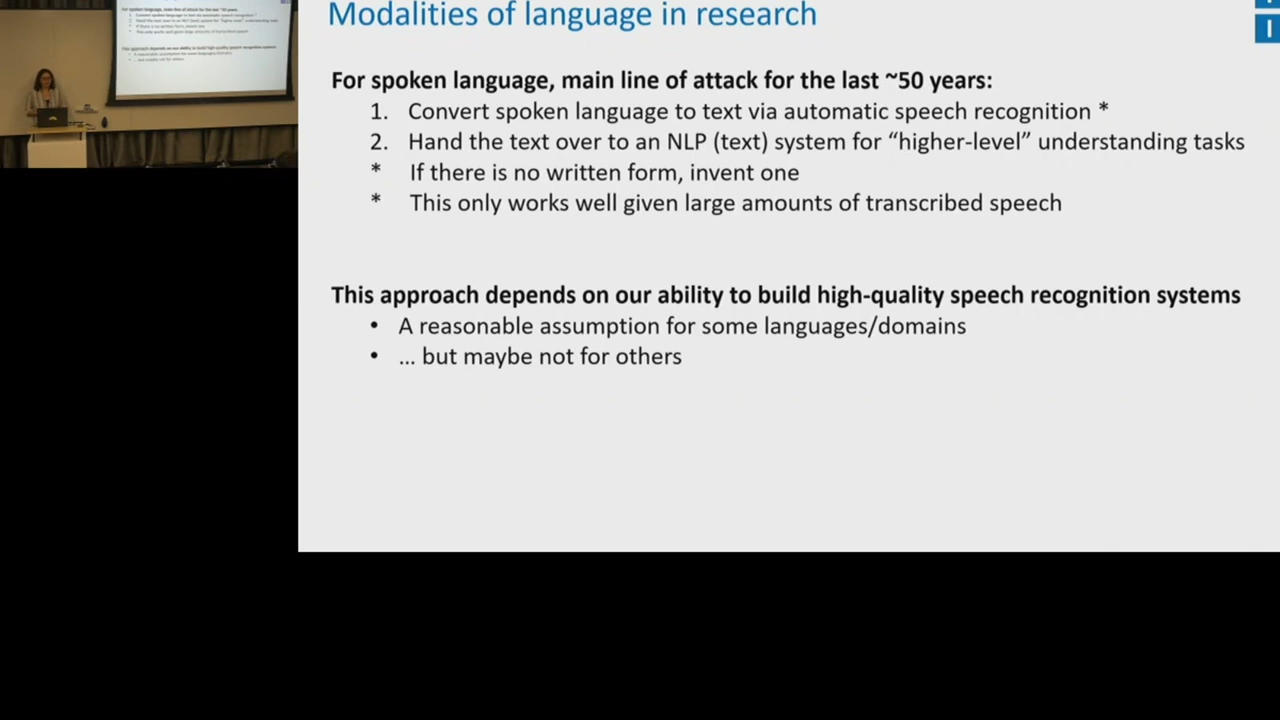 Modalities of language in research
For spoken language, main line of attack for the last ~50 years:
1. Convert spoken language to text via automatic speech recognition *
2. Hand the text over to an NLP (text) system for “higher-level” understanding tasks
* If there is no written form, invent one
* This only works well given large amounts of transcribed speech
This approach depends on our ability to build high-quality speech recognition systems
• A reasonable assumption for some languages/domains
• ... but maybe not for others